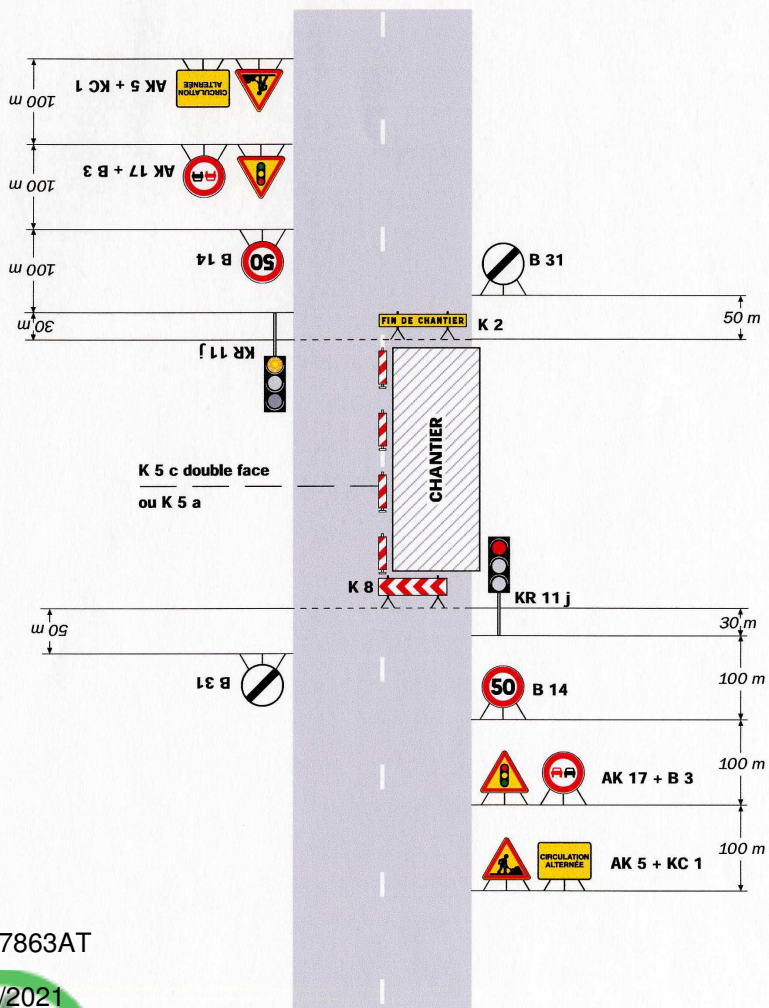 AK 5 + KC 1
CIRCULATION
ALTERNÉE
100 m
AK 17 + B 3
100 m
B 14
50
100 m
B 31
30 m
KR 11 j
FIN DE CHANTIER
K 2
50 m
CHANTIER
K 5 c double face
ou K 5 a
K 8
KR 11 j
50 m
30 m
B 31
50
B 14
100 m
AK 17 + B 3
100 m
CIRCULATION
ALTERNÉE
AK 5 + KC 1
100 m
7863AT
/2021